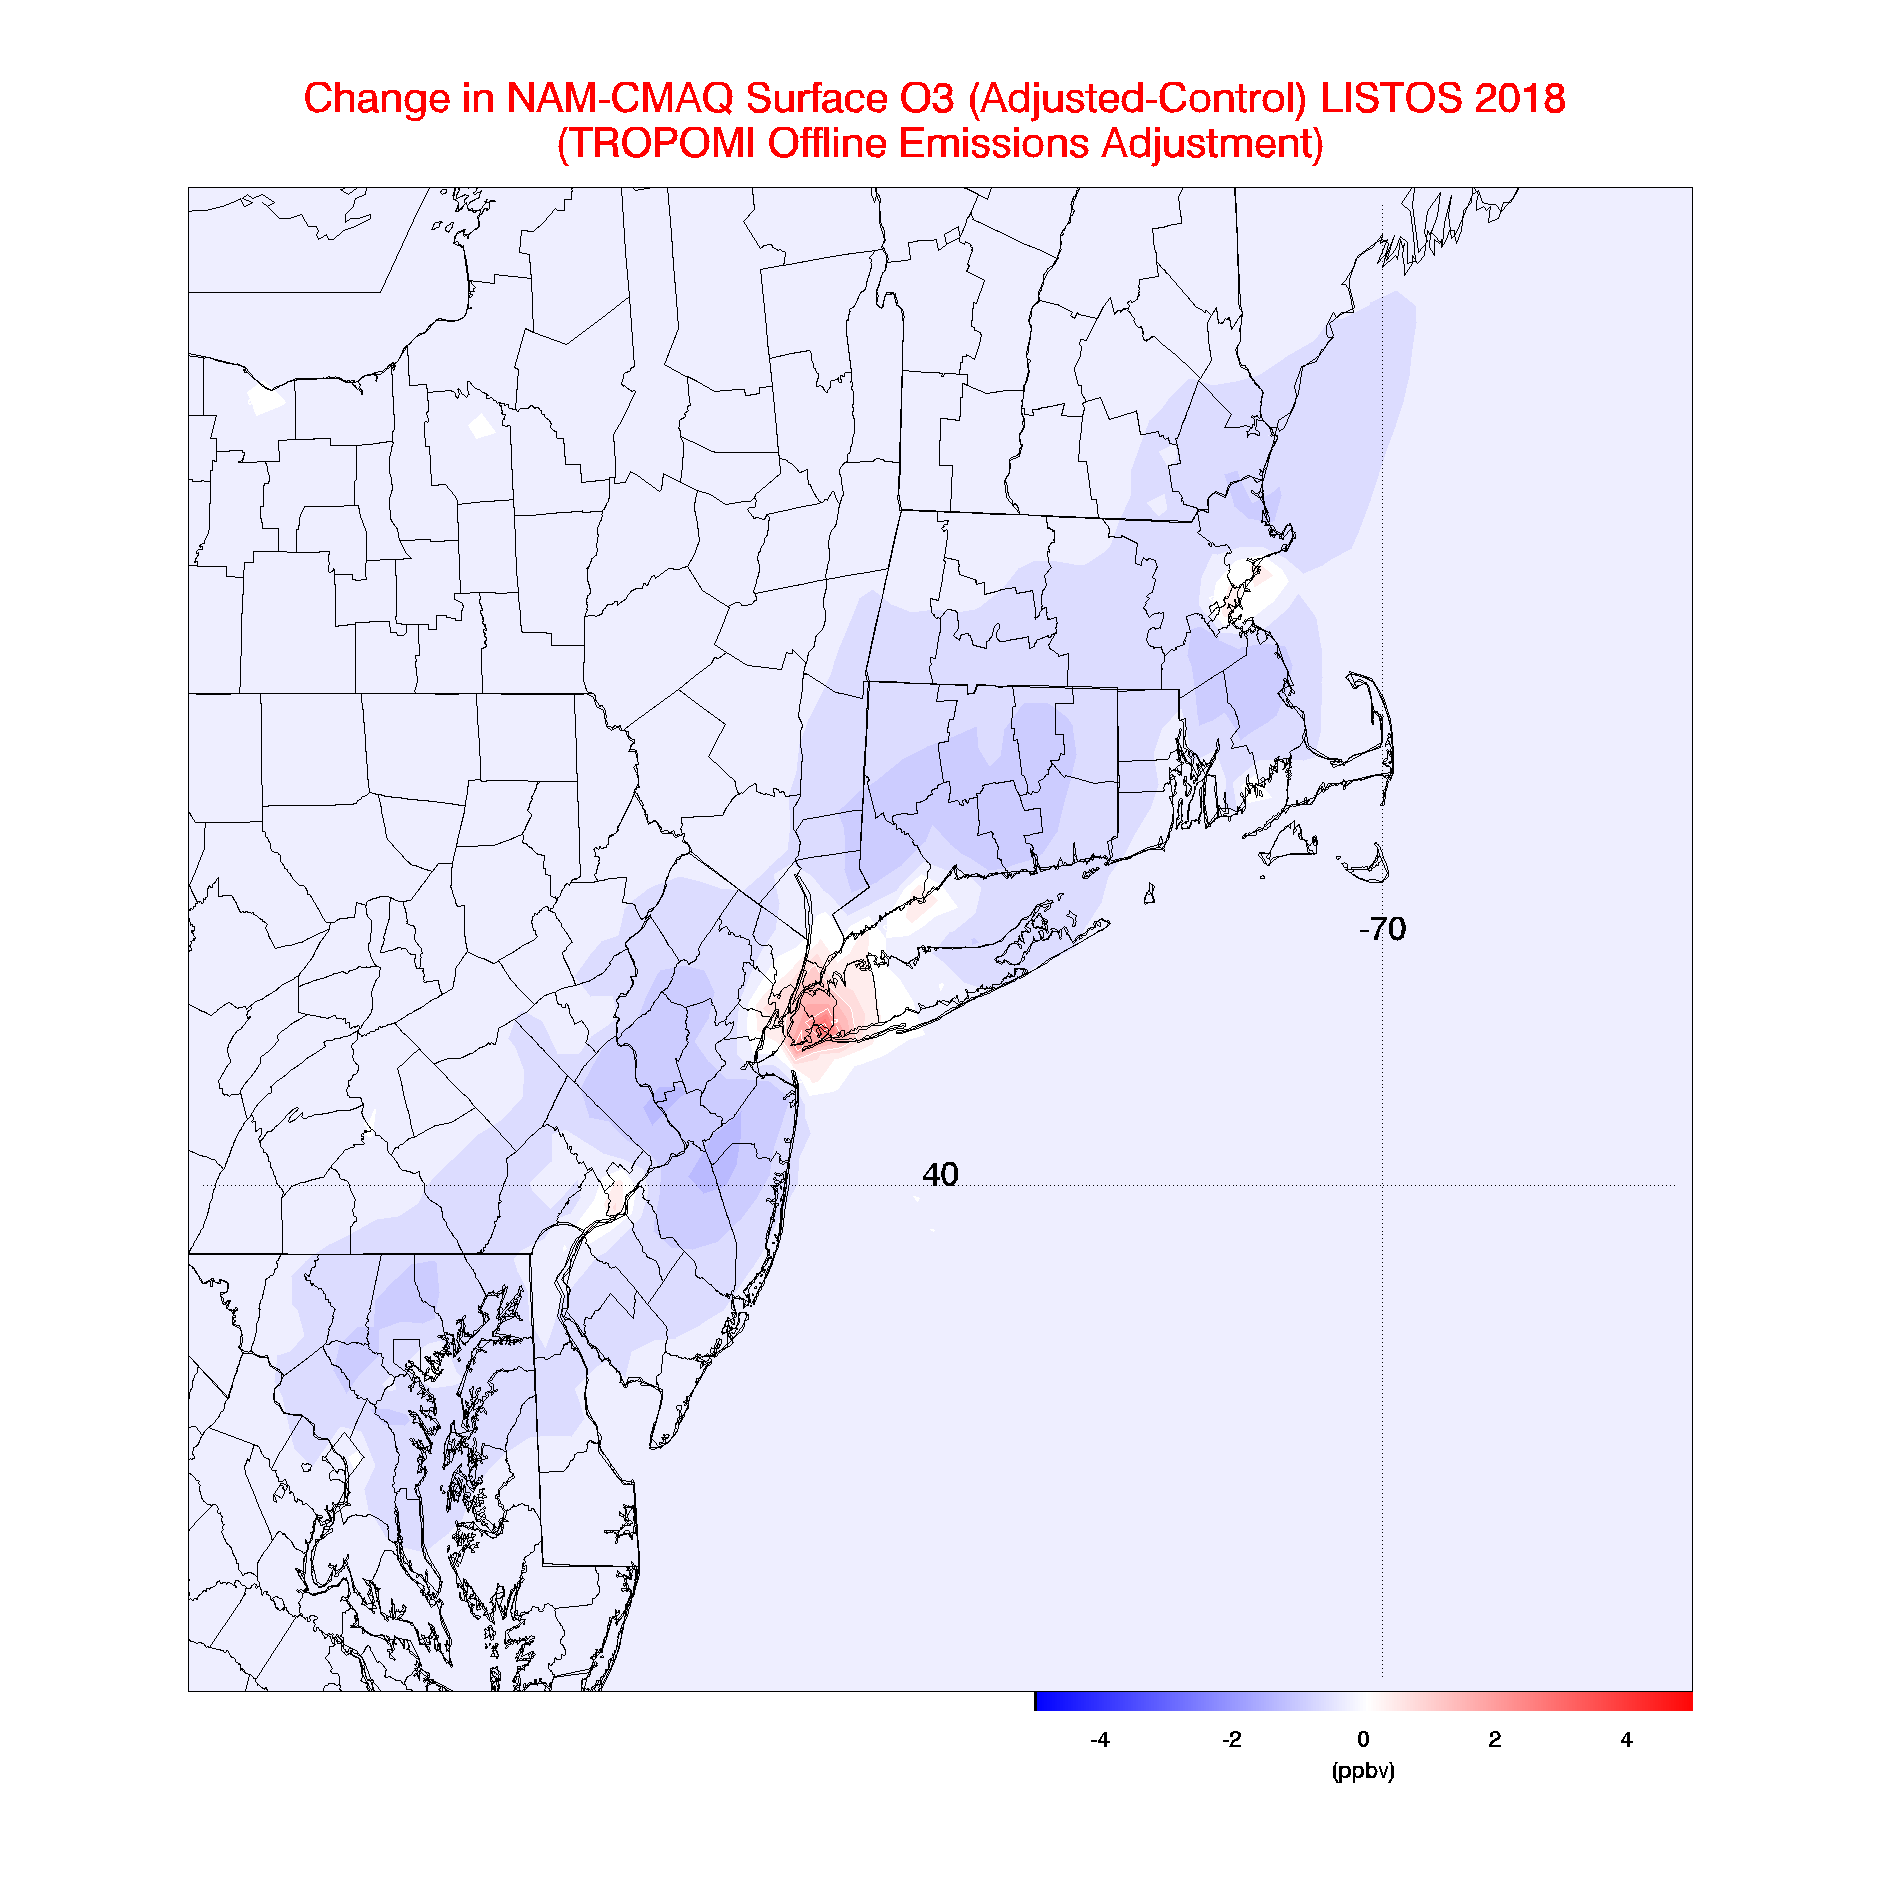 Change in NAM-CMAQ Surface O3 (Adjusted-Control) LISTOS 2018
(TROPOMI Offline Emissions Adjustment)
-70
40
-4 -2 0 2 4
(ppbv)